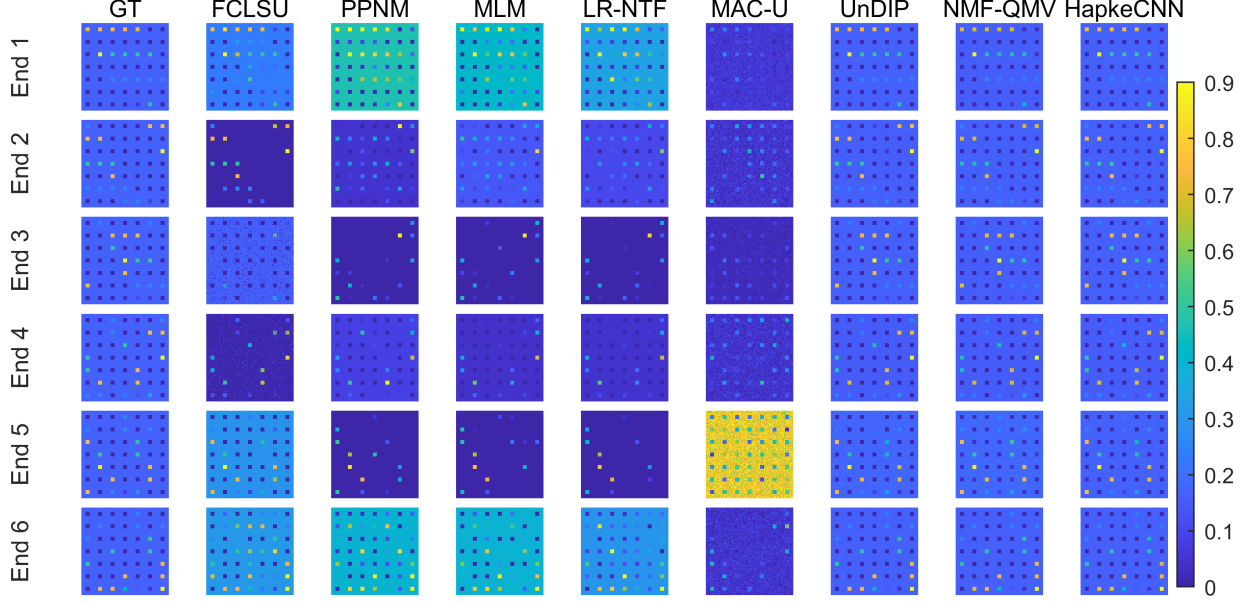 GT FCLSU PPNM MLM LR-NTF MAC-U UnDIP NMF-QMV HapkeCNN
End 1
End 2
End 3
End 4
End 5
End 6
0.9
0.8
0.7
0.6
0.5
0.4
0.3
0.2
0.1
0